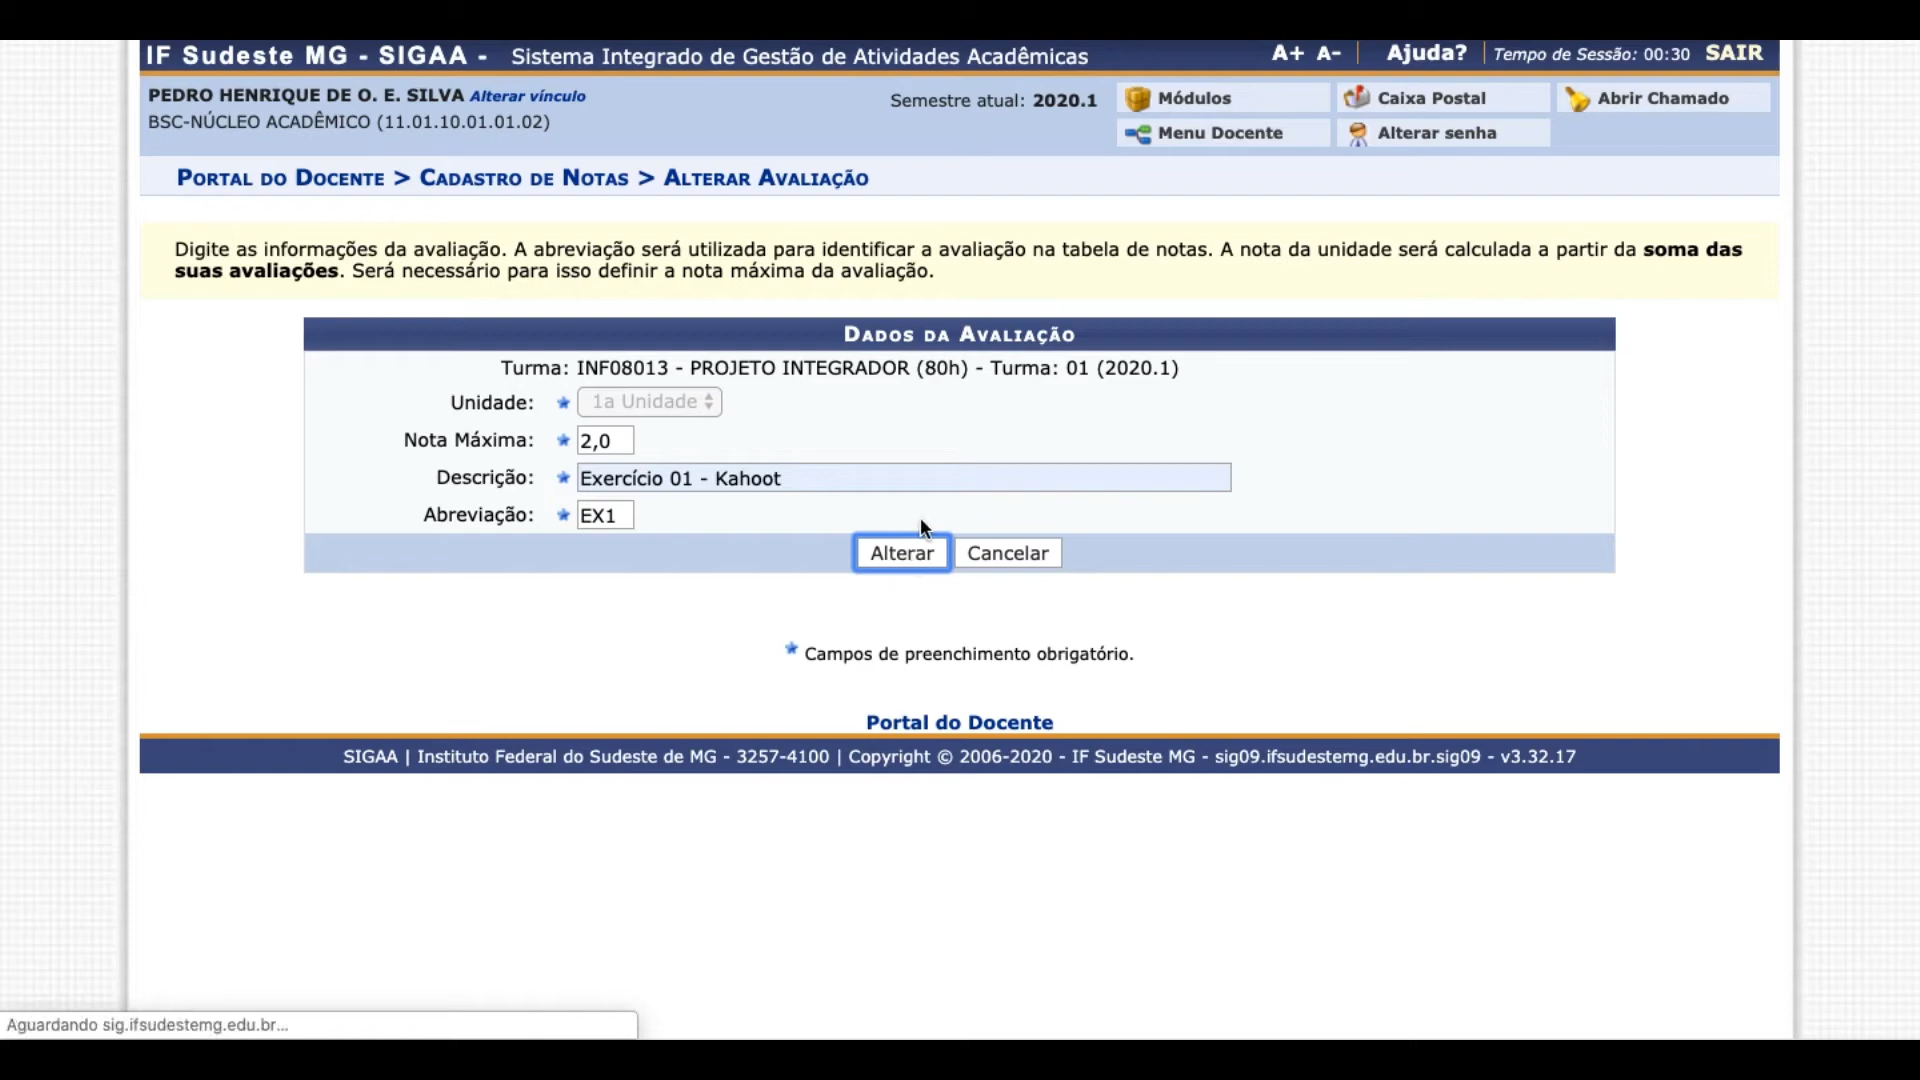 IF Sudeste MG - SIGAA - Sistema Integrado de Gestão de Atividades Acadêmicas A+ A- Ajuda? Tempo de Sessão: 00:30 SAIR
PEDRO HENRIQUE DE O. E. SILVA Alterar vínculo Semestre atual: 2020.1 Módulos Caixa Postal Abrir Chamado
BSC-NÚCLEO ACADÊMICO (11.01.10.01.01.02) Menu Docente Alterar senha
PORTAL DO DOCENTE > CADASTRO DE NOTAS > ALTERAR AVALIAÇÃO
Digite as informações da avaliação. A abreviação será utilizada para identificar a avaliação na tabela de notas. A nota da unidade será calculada a partir da soma das
suas avaliações. Será necessário para isso definir a nota máxima da avaliação.
DADOS DA AVALIAÇÃO
Turma: INF08013 - PROJETO INTEGRADOR (80h) - Turma: 01 (2020.1)
Unidade: 1a Unidade
Nota Máxima: 2,0
Descrição: Exercício 01 - Kahoot
Abreviação: EX1
Alterar Cancelar
Campos de preenchimento obrigatório.
Portal do Docente
SIGAA | Instituto Federal do Sudeste de MG - 3257-4100 | Copyright © 2006-2020 - IF Sudeste MG - sig09.ifsudestemg.edu.br.sig09 - v3.32.17
Aguardando sig.ifsudestemg.edu.br...